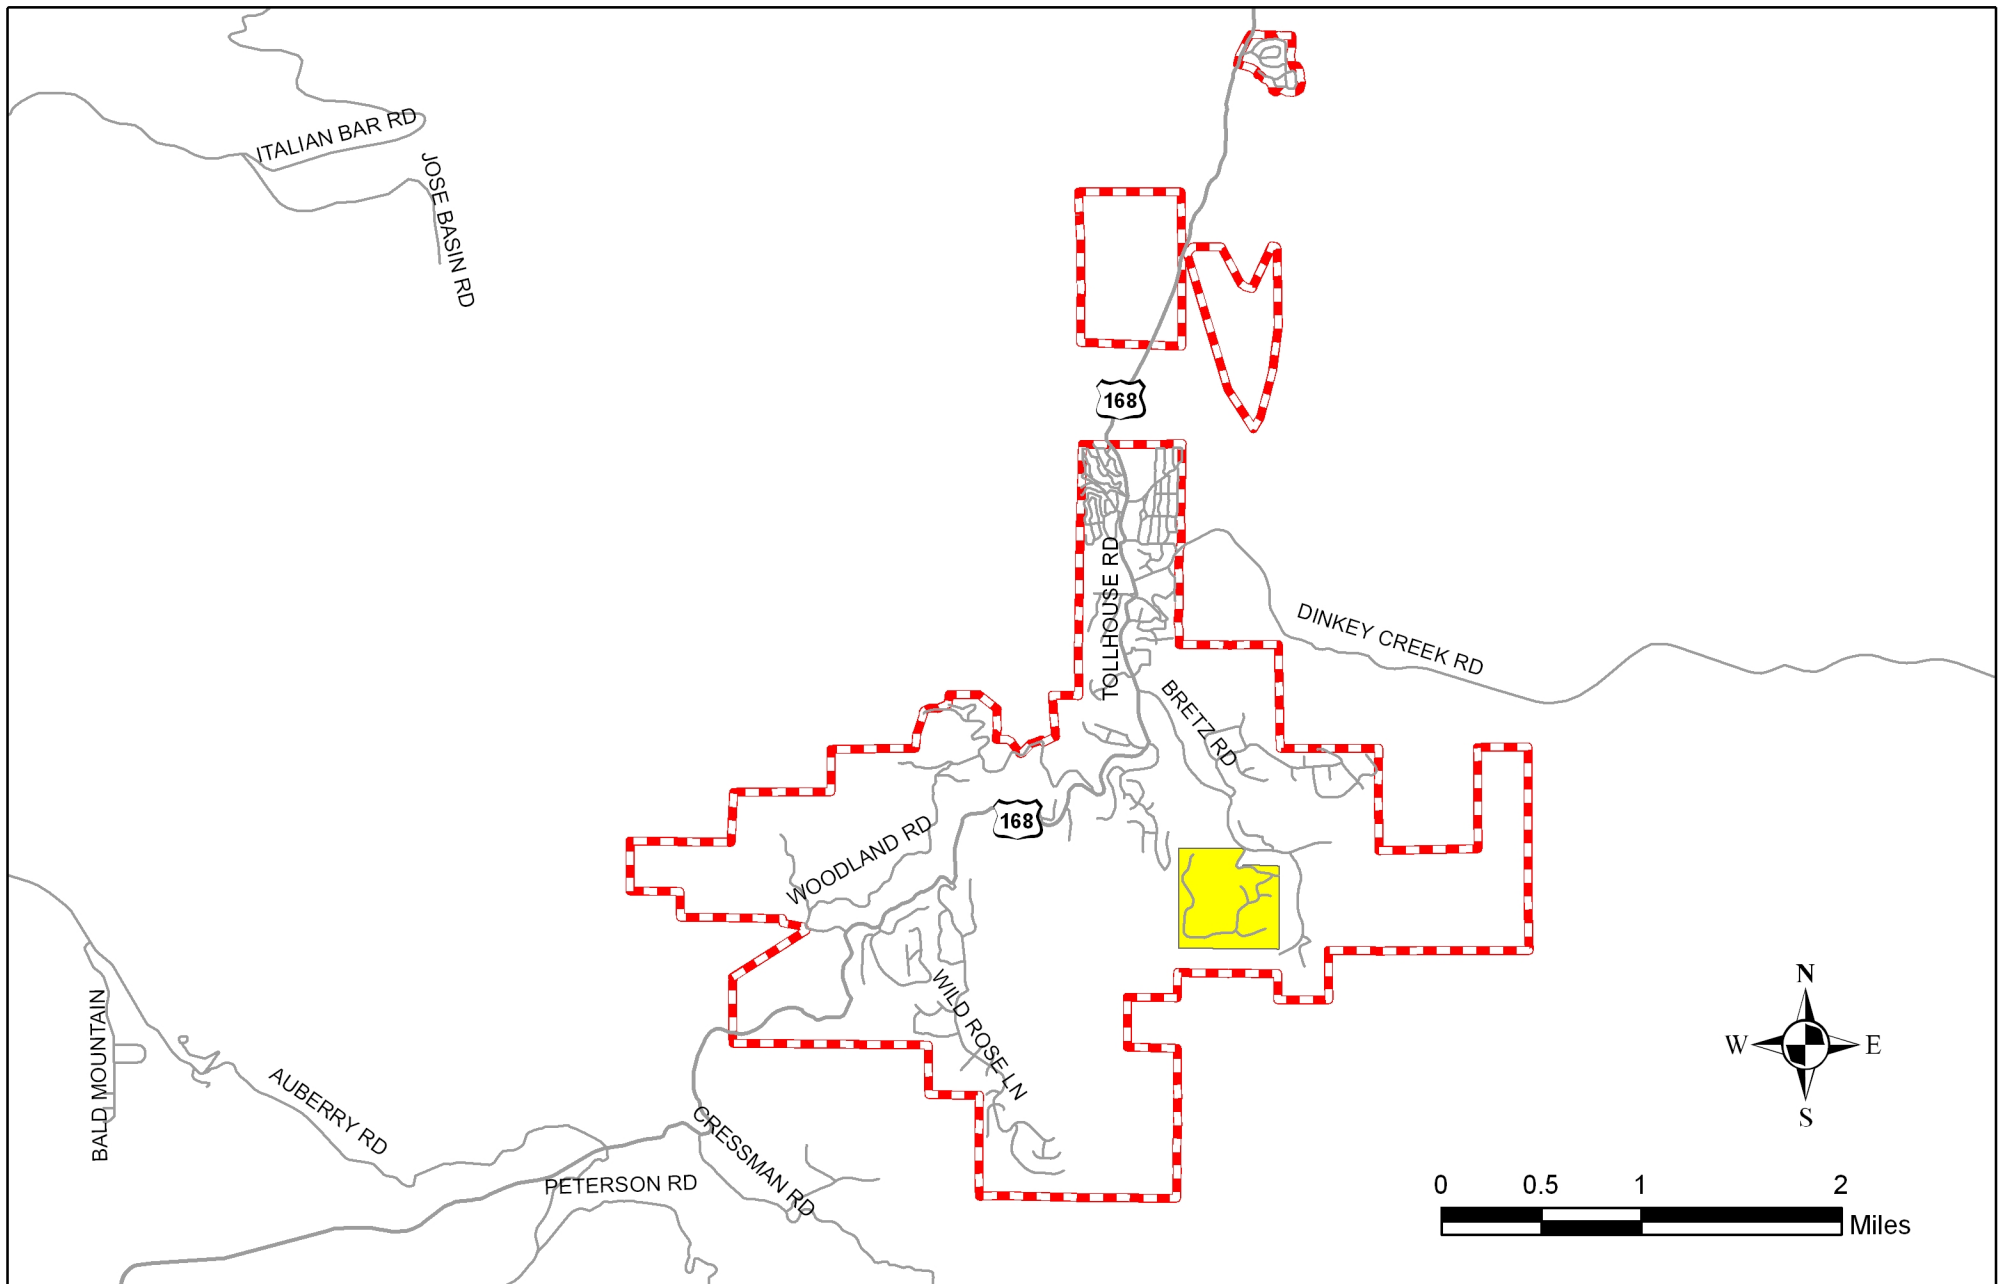 ITALIAN BAR RD
JOSE BASIN RD
168
TOLLHOUSE RD
DINKEY CREEK RD
BRETZ RD
168
WOODLAND RD
WILD ROSE LN
BALD MOUNTAIN
AUBERRY RD
CRESSMAN RD
PETERSON RD
N
W E
S
0 0.5 1 2
Miles